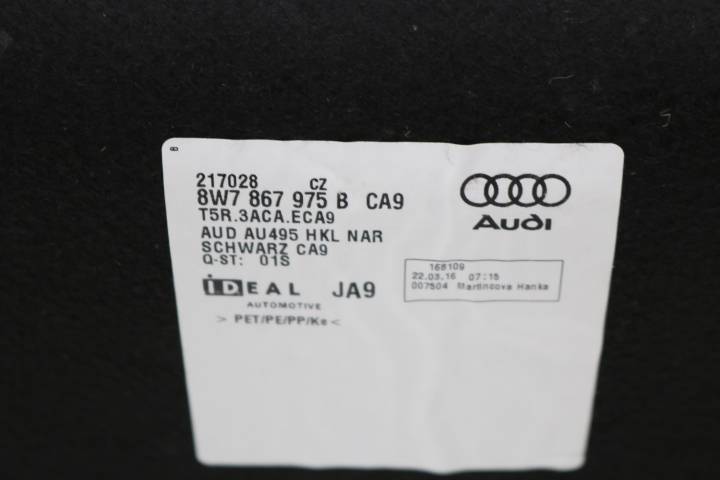 217028 CZ
8W7 867 975 B CA9
T5R.3ACA.ECA9
AUD AU495 HKL NAR
SCHWARZ CA9
Q-ST: 01S
IDEAL JA9
AUTOMOTIVE
> PET/PE/PP/Ke <
Audi
168109
22.03.16 07:15
007504 Martincova Hanka